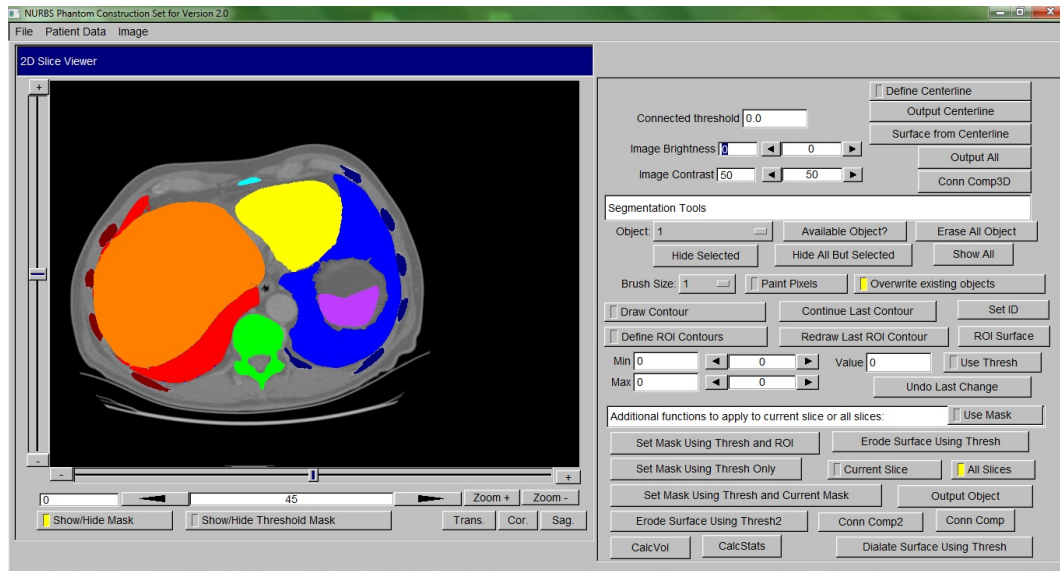 NURBS Phantom Construction Set for Version 2.0
File Patient Data Image
2D Slice Viewer
+
-
- +
0 45 Zoom + Zoom -
Show/Hide Mask Show/Hide Threshold Mask Trans. Cor. Sag.
Define Centerline
Connected threshold 0.0 Output Centerline
Surface from Centerline
Image Brightness 0 0
Output All
Image Contrast 50 50
Conn Comp3D
Segmentation Tools
Object: 1 Available Object? Erase All Object
Hide Selected Hide All But Selected Show All
Brush Size: 1 Paint Pixels Overwrite existing objects
Draw Contour Continue Last Contour Set ID
Define ROI Contours Redraw Last ROI Contour ROI Surface
Min 0 0 Value 0 Use Thresh
Max 0 0 Undo Last Change
Additional functions to apply to current slice or all slices: Use Mask
Set Mask Using Thresh and ROI Erode Surface Using Thresh
Set Mask Using Thresh Only Current Slice All Slices
Set Mask Using Thresh and Current Mask Output Object
Erode Surface Using Thresh2 Conn Comp2 Conn Comp
CalcVol CalcStats Dialate Surface Using Thresh